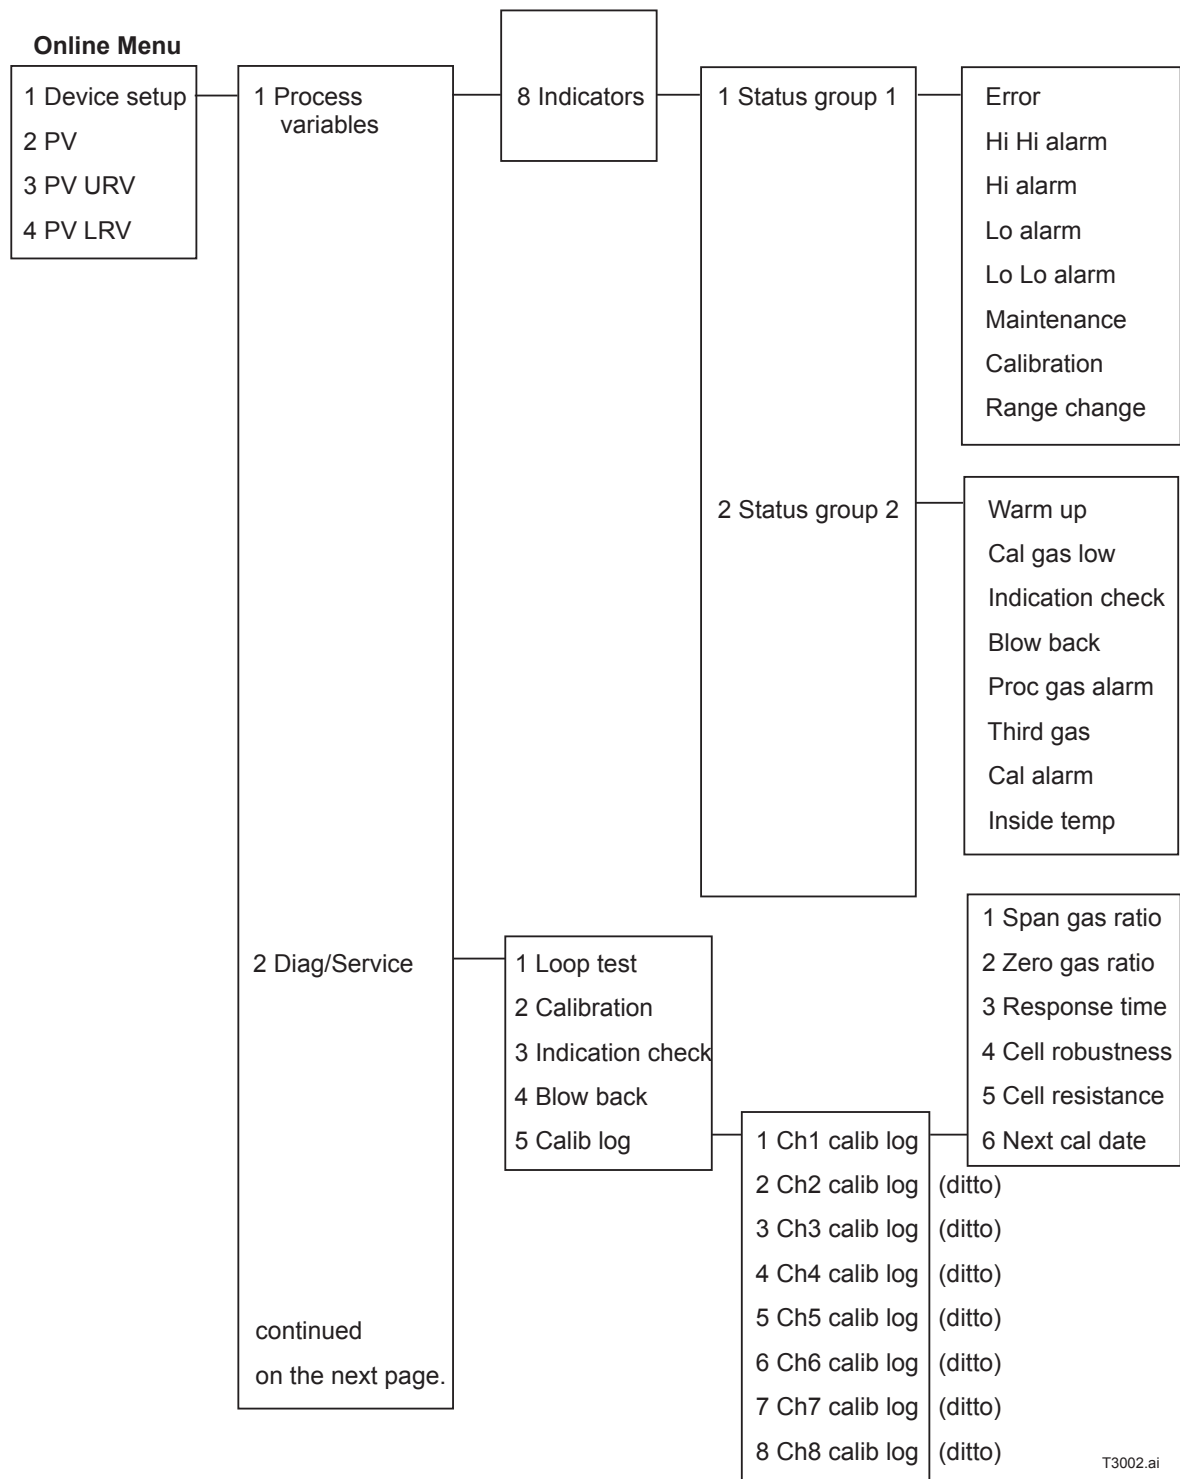 Online Menu
1 Device setup
2 PV
3 PV URV
4 PV LRV
1 Process
variables
8 Indicators
1 Status group 1
Error
Hi Hi alarm
Hi alarm
Lo alarm
Lo Lo alarm
Maintenance
Calibration
Range change
2 Status group 2
Warm up
Cal gas low
Indication check
Blow back
Proc gas alarm
Third gas
Cal alarm
Inside temp
2 Diag/Service
1 Loop test
2 Calibration
3 Indication check
4 Blow back
5 Calib log
1 Ch1 calib log
1 Span gas ratio
2 Zero gas ratio
3 Response time
4 Cell robustness
5 Cell resistance
6 Next cal date
2 Ch2 calib log (ditto)
3 Ch3 calib log (ditto)
4 Ch4 calib log (ditto)
5 Ch5 calib log (ditto)
6 Ch6 calib log (ditto)
7 Ch7 calib log (ditto)
8 Ch8 calib log (ditto)
continued
on the next page.
T3002.ai